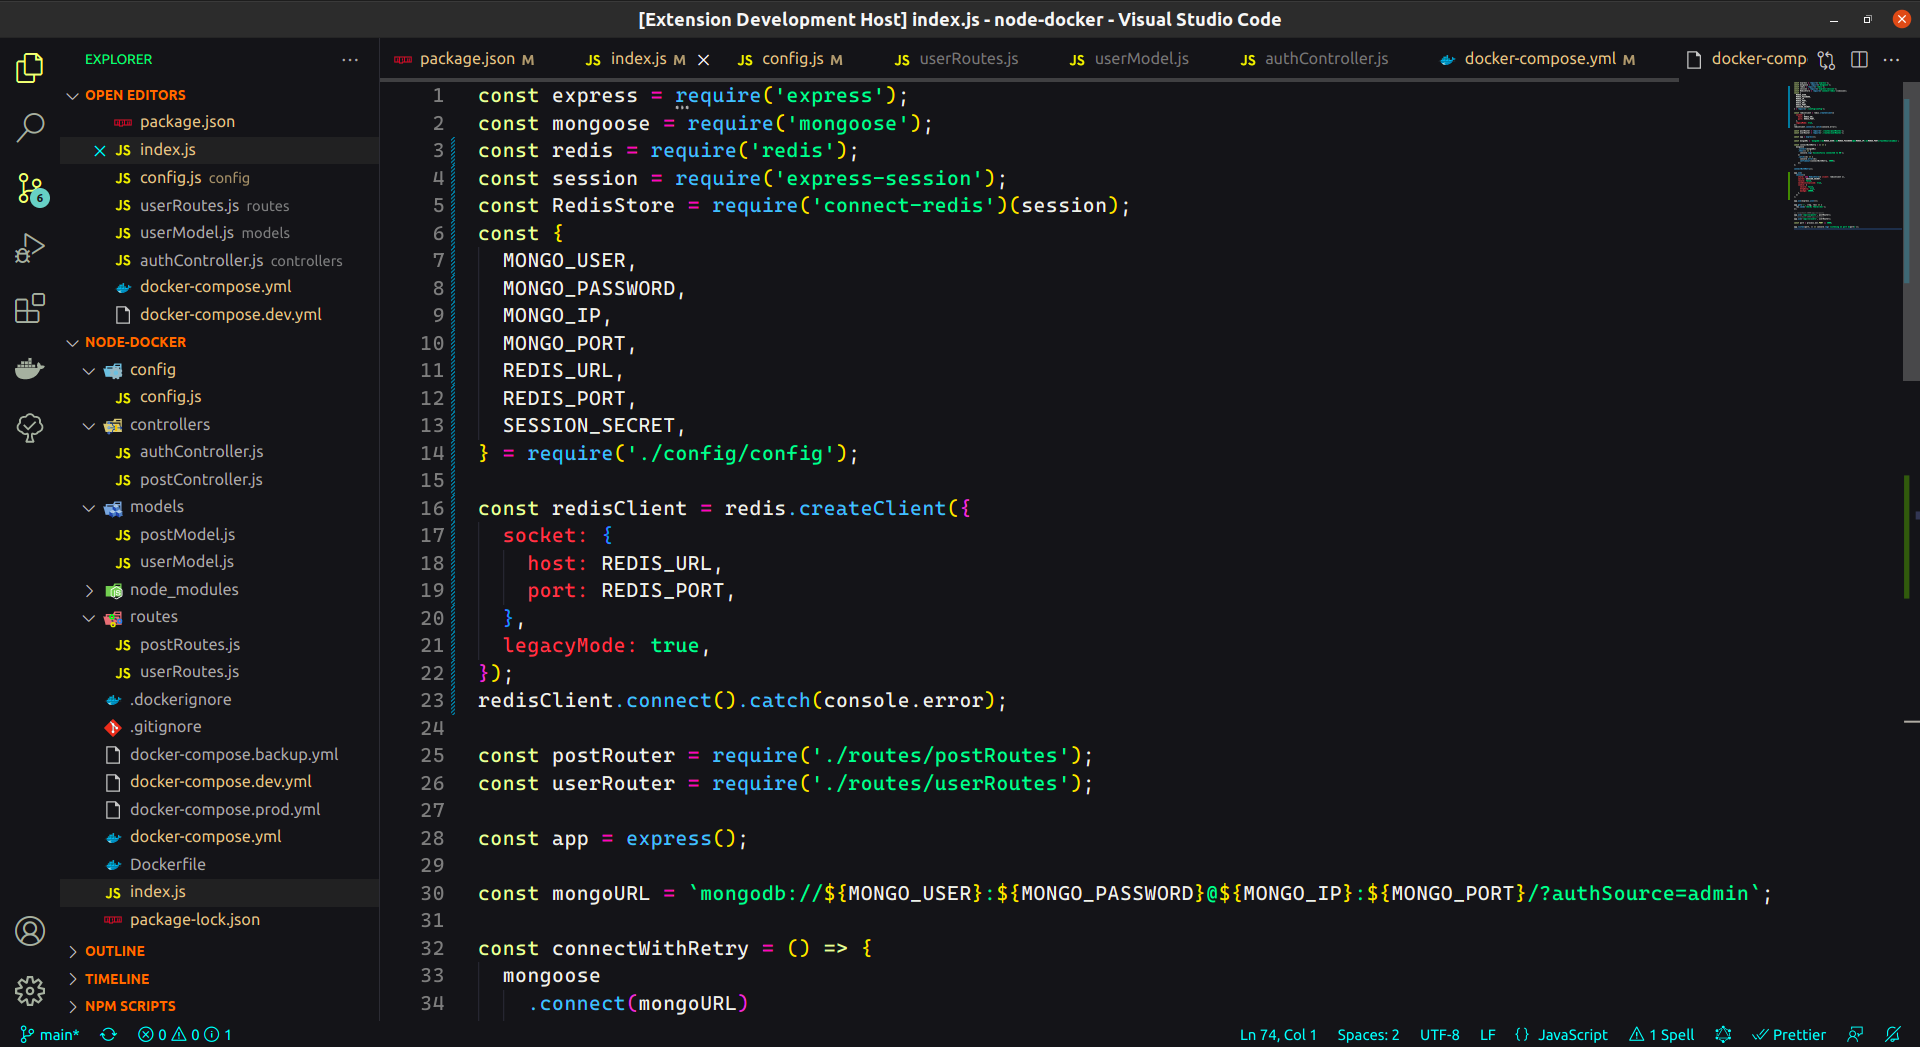 [Extension Development Host] index.js - node-docker - Visual Studio Code
EXPLORER
OPEN EDITORS
package.json
JS index.js
JS config.js config
JS userRoutes.js routes
JS userModel.js models
JS authController.js controllers
docker-compose.yml
docker-compose.dev.yml
NODE-DOCKER
config
JS config.js
controllers
JS authController.js
JS postController.js
models
JS postModel.js
JS userModel.js
node_modules
routes
JS postRoutes.js
JS userRoutes.js
.dockerignore
.gitignore
docker-compose.backup.yml
docker-compose.dev.yml
docker-compose.prod.yml
docker-compose.yml
Dockerfile
JS index.js
package-lock.json
OUTLINE
TIMELINE
NPM SCRIPTS
6
package.json M JS index.js M JS config.js M JS userRoutes.js JS userModel.js JS authController.js docker-compose.yml M docker-comp
1 const express = require('express');
2 const mongoose = require('mongoose');
3 const redis = require('redis');
4 const session = require('express-session');
5 const RedisStore = require('connect-redis')(session);
6 const {
7 MONGO_USER,
8 MONGO_PASSWORD,
9 MONGO_IP,
10 MONGO_PORT,
11 REDIS_URL,
12 REDIS_PORT,
13 SESSION_SECRET,
14 } = require('./config/config');
15
16 const redisClient = redis.createClient({
17 socket: {
18 host: REDIS_URL,
19 port: REDIS_PORT,
20 },
21 legacyMode: true,
22 });
23 redisClient.connect().catch(console.error);
24
25 const postRouter = require('./routes/postRoutes');
26 const userRouter = require('./routes/userRoutes');
27
28 const app = express();
29
30 const mongoURL = `mongodb://${MONGO_USER}:${MONGO_PASSWORD}@${MONGO_IP}:${MONGO_PORT}/?authSource=admin`;
31
32 const connectWithRetry = () => {
33 mongoose
34 .connect(mongoURL)
main* 0 0 1 Ln 74, Col 1 Spaces: 2 UTF-8 LF {} JavaScript 1 Spell Prettier